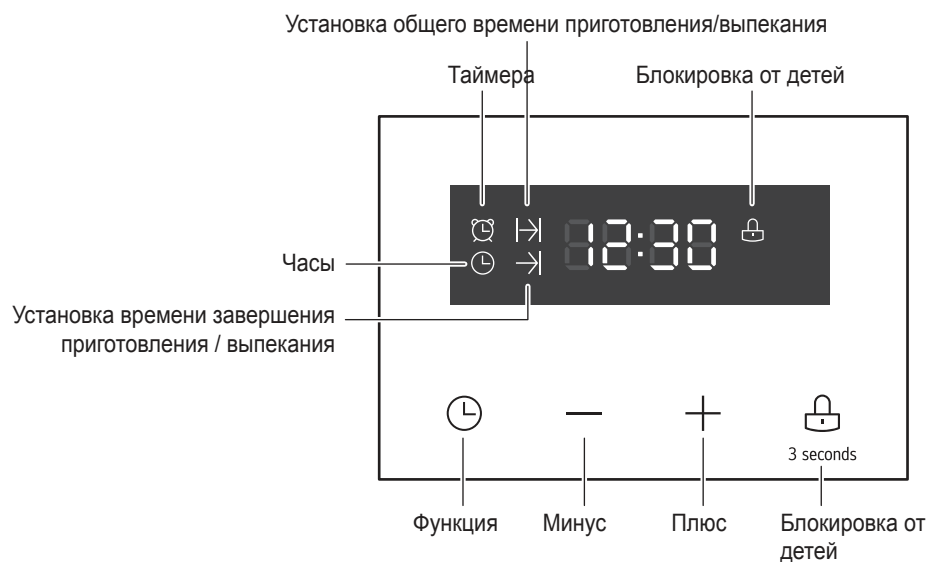 Установка общего времени приготовления/выпекания
Таймера
Блокировка от детей
12:30
Часы
Установка времени завершения
приготовления / выпекания
3 seconds
Функция
Минус
Плюс
Блокировка от
детей